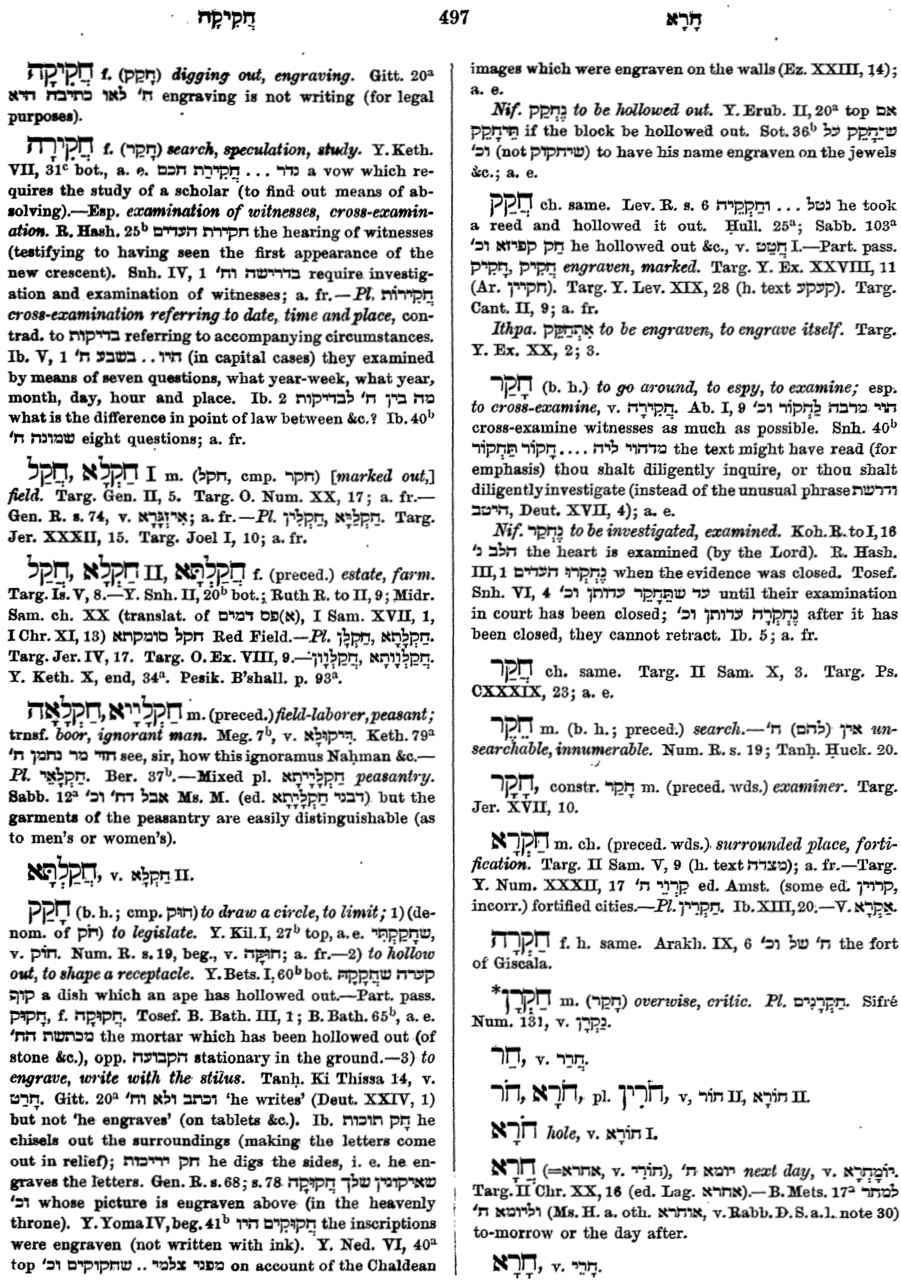 חֲקִיקָה 497 חָרָא
חֲקִיקָה f. (חָקַק) digging out, engraving. Gitt. 20ᵃ
ח' לאו כתיבה היא engraving is not writing (for legal
purposes).
חֲקִירָה f. (חָקַר) search, speculation, study. Y. Keth.
VII, 31ᶜ bot., a. e. נדר ... חֲקִירַת חכם a vow which re-
quires the study of a scholar (to find out means of ab-
solving).—Esp. examination of witnesses, cross-examin-
ation. R. Hash. 25ᵇ חקירת העדים the hearing of witnesses
(testifying to having seen the first appearance of the
new crescent). Snh. IV, 1 בדרישה וח' require investig-
ation and examination of witnesses; a. fr.—Pl. חֲקִירוֹת
cross-examination referring to date, time and place, con-
trad. to בדיקות referring to accompanying circumstances.
Ib. V, 1 היו .. בשבע ח' (in capital cases) they examined
by means of seven questions, what year-week, what year,
month, day, hour and place. Ib. 2 מה בין ח' לבדיקות
what is the difference in point of law between &c.? Ib. 40ᵇ
שמונה ח' eight questions; a. fr.
חֲקַל, חַקְלָא I m. (חקל, cmp. חקר) [marked out,]
field. Targ. Gen. II, 5. Targ. O. Num. XX, 17; a. fr.—
Gen. R. s. 74, v. אִיזְגָּרָא; a. fr.—Pl. חַקְלִין, חַקְלַיָּא. Targ.
Jer. XXXII, 15. Targ. Joel I, 10; a. fr.
חֲקַל, חַקְלָא II, חֲקַלְתָּא f. (preced.) estate, farm.
Targ. Is. V, 8.—Y. Snh. II, 20ᵇ bot.; Ruth R. to II, 9; Midr.
Sam. ch. XX (translat. of אֶ)פס דמים), I Sam. XVII, 1,
I Chr. XI, 13) חקל סומקתא Red Field.—Pl. חַקְלָן, חַקְלָתָא.
Targ. Jer. IV, 17. Targ. O. Ex. VIII, 9.—חַקְלָוָון, חַקְלָוָותָא.
Y. Keth. X, end, 34ᵃ. Pesik. B'shall. p. 93ᵃ.
חַקְלָאָה, חַקְלָיְיא m. (preced.) field-laborer, peasant;
trnsf. boor, ignorant man. Meg. 7ᵇ, v. הִיקוּלָא. Keth. 79ᵃ
חזי מר נחמן ח' see, sir, how this ignoramus Naḥman &c.—
Pl. חַקְלָאֵי. Ber. 37ᵇ.—Mixed pl. חַקְלָיְיתָא peasantry.
Sabb. 12ᵃ אבל דח' וכ' Ms. M. (ed. דבני חַקְלָיָתָא) but the
garments of the peasantry are easily distinguishable (as
to men's or women's).
חֲקַלְתָּא, v. חַקְלָא II.
חָקַק (b. h.; cmp. חוּק) to draw a circle, to limit; 1) (de-
nom. of חֹק) to legislate. Y. Kil. I, 27ᵇ top, a. e. שחקקתי,
v. חוֹק. Num. R. s. 19, beg., v. חוּקָּה; a. fr.—2) to hollow
out, to shape a receptacle. Y. Bets. I, 60ᵇ bot. קערה שחֲקָקָהּ
קוף a dish which an ape has hollowed out.—Part. pass.
חָקוּק, f. חֲקוּקָה. Tosef. B. Bath. III, 1; B. Bath. 65ᵇ, a. e.
מכתשת הח' the mortar which has been hollowed out (of
stone &c.), opp. הקבועה stationary in the ground.—3) to
engrave, write with the stilus. Tanḥ. Ki Thissa 14, v.
חָרַט. Gitt. 20ᵃ וכתב ולא וח' 'he writes' (Deut. XXIV, 1)
but not 'he engraves' (on tablets &c.). Ib. חק תוכות he
chisels out the surroundings (making the letters come
out in relief); חק יריכות he digs the sides, i. e. he en-
graves the letters. Gen. R. s. 68; s. 78 שאיקונין שלך חֲקוּקָה
וכ' whose picture is engraved above (in the heavenly
throne). Y. Yoma IV, beg. 41ᵇ חֲקוּקִים היו the inscriptions
were engraven (not written with ink). Y. Ned. VI, 40ᵃ
top מפני צלמי .. שחקוקים וכ' on account of the Chaldean
images which were engraven on the walls (Ez. XXIII, 14);
a. e.
Nif. נֶחְקַק to be hollowed out. Y. Erub. II, 20ᵃ top אם
תֵּיחָקֵק if the block be hollowed out. Sot. 36ᵇ שיֵּחָקֵק על
וכ' (not שיחקוק) to have his name engraven on the jewels
&c.; a. e.
חֲקַק ch. same. Lev. R. s. 6 נטל ... וחַקְקֵיהּ he took
a reed and hollowed it out. Ḥull. 25ᵃ; Sabb. 103ᵃ
חק קפיזא וכ' he hollowed out &c., v. חֲטַט I.—Part. pass.
חֲקִיק, חָקִיק engraven, marked. Targ. Y. Ex. XXVIII, 11
(Ar. חקיין). Targ. Y. Lev. XIX, 28 (h. text קעקע). Targ.
Cant. II, 9; a. fr.
Ithpa. אִתְחַקַּק to be engraven, to engrave itself. Targ.
Y. Ex. XX, 2; 3.
חָקַר (b. h.) to go around, to espy, to examine; esp.
to cross-examine, v. חֲקִירָה. Ab. I, 9 הוי מרבה לַחְקוֹר וכ'
cross-examine witnesses as much as possible. Snh. 40ᵇ
מדהוי ליה .... חָקוֹר תַּחְקוֹר the text might have read (for
emphasis) thou shalt diligently inquire, or thou shalt
diligently investigate (instead of the unusual phrase ודרשת
היטב, Deut. XVII, 4); a. e.
Nif. נֶחְקַר to be investigated, examined. Koh. R. to I, 16
הלב נ' the heart is examined (by the Lord). R. Hash.
III, 1 נֶחְקְרוּ העדים when the evidence was closed. Tosef.
Snh. VI, 4 עד שתֵּחָקֵר עדותן וכ' until their examination
in court has been closed; נֶחְקְרָה עדותן וכ' after it has
been closed, they cannot retract. Ib. 5; a. fr.
חֲקַר ch. same. Targ. II Sam. X, 3. Targ. Ps.
CXXXIX, 23; a. e.
חֵקֶר m. (b. h.; preced.) search.—אין (להם) ח' un-
searchable, innumerable. Num. R. s. 19; Tanḥ. Ḥuck. 20.
חָקָר, constr. חֲקַר m. (preced. wds.) examiner. Targ.
Jer. XVII, 10.
חַקְרָא m. ch. (preced. wds.) surrounded place, forti-
fication. Targ. II Sam. V, 9 (h. text מצדה); a. fr.—Targ.
Y. Num. XXXII, 17 קִרְוֵי ח' ed. Amst. (some ed. קרוין,
incorr.) fortified cities.—Pl. חַקְרִין. Ib. XIII, 20.—V. אַקְרָא.
חַקְרָה f. h. same. Arakh. IX, 6 ח' של וכ' the fort
of Giscala.
*חַקְרָן m. (חָקַר) overwise, critic. Pl. חַקְרָנִים. Sifré
Num. 131, v. נַקְרָן.
חַר, v. חֲרַר.
חֹר, חֹרָא, pl. חֹרִין, v. חוֹר II, חוֹרָא II.
חֹרָא hole, v. חוֹרָא I.
חֳרָא (=אחרא, v. חוֹרֵי), יומא ח' next day, v. יוֹמָחֳרָא.
Targ. II Chr. XX, 16 (ed. Lag. אחרא).—B. Mets. 17ᵃ למחר
וליומא ח' (Ms. H. a. oth. אוחרא, v. Rabb. D. S. a. l. note 30)
to-morrow or the day after.
חָרָא, v. חָרֵי.